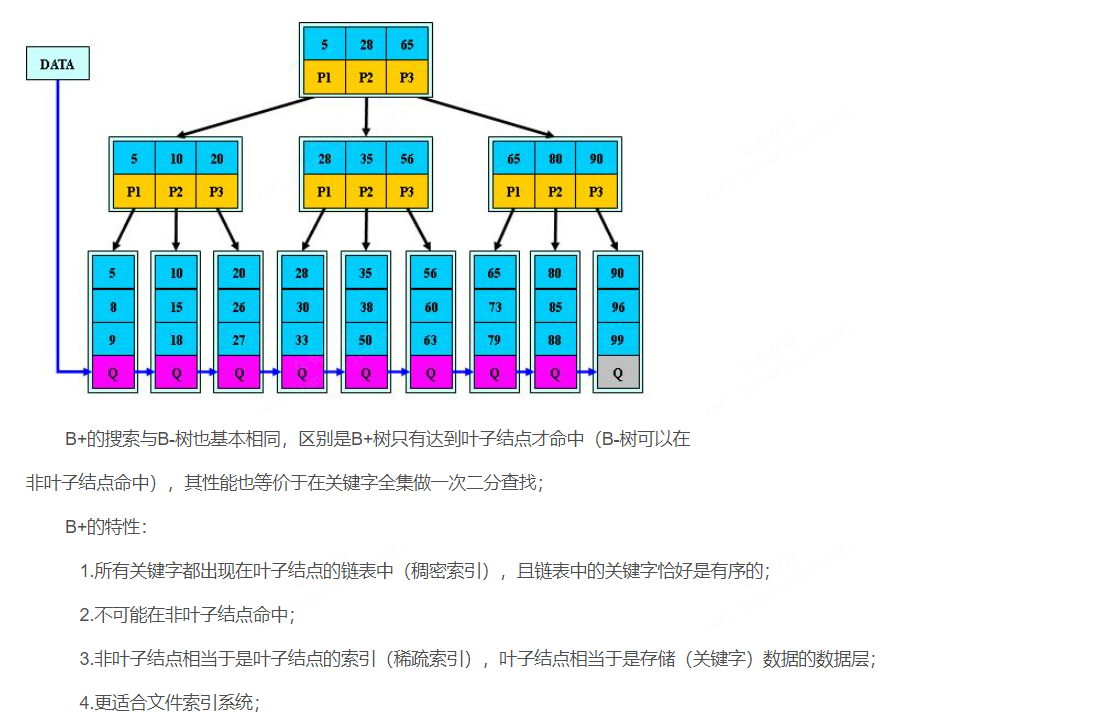 5 28 65
DATA
P1 P2 P3
5 10 20 28 35 56 65 80 90
P1 P2 P3 P1 P2 P3 P1 P2 P3
5 10 20 28 35 56 65 80 90
8 15 26 30 38 60 73 85 96
9 18 27 33 50 63 79 88 99
Q Q Q Q Q Q Q Q Q
B+的搜索与B-树也基本相同，区别是B+树只有达到叶子结点才命中（B-树可以在
非叶子结点命中），其性能也等价于在关键字全集做一次二分查找；
B+的特性：
1.所有关键字都出现在叶子结点的链表中（稠密索引），且链表中的关键字恰好是有序的；
2.不可能在非叶子结点命中；
3.非叶子结点相当于是叶子结点的索引（稀疏索引），叶子结点相当于是存储（关键字）数据的数据层；
4.更适合文件索引系统；